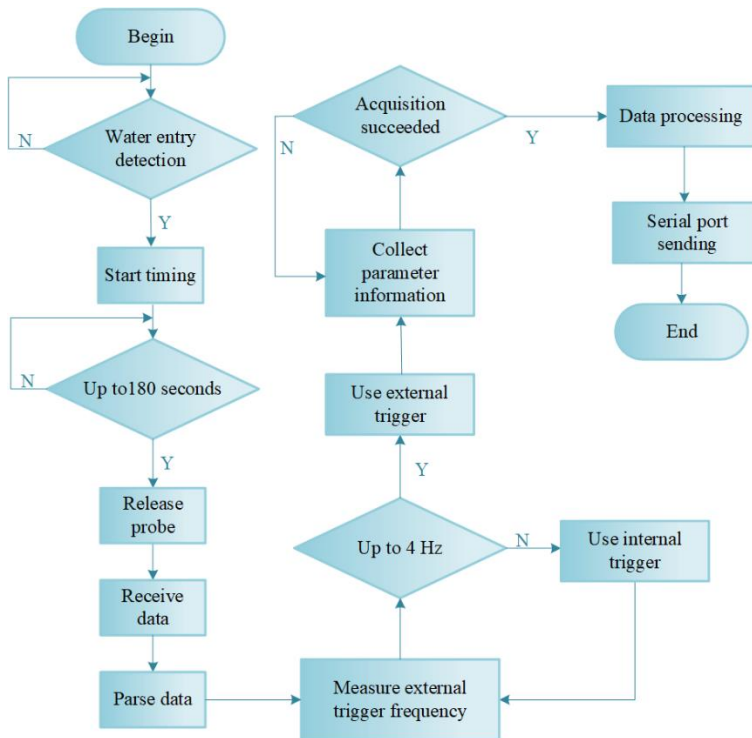 Begin
N
Water entry
detection
Y
Start timing
N
Up to180 seconds
Y
Release
probe
Receive
data
Parse data
Measure external
trigger frequency
Up to 4 Hz
N
Use internal
trigger
Y
Use external
trigger
Collect
parameter
information
N
Acquisition
succeeded
Y
Data processing
Serial port
sending
End